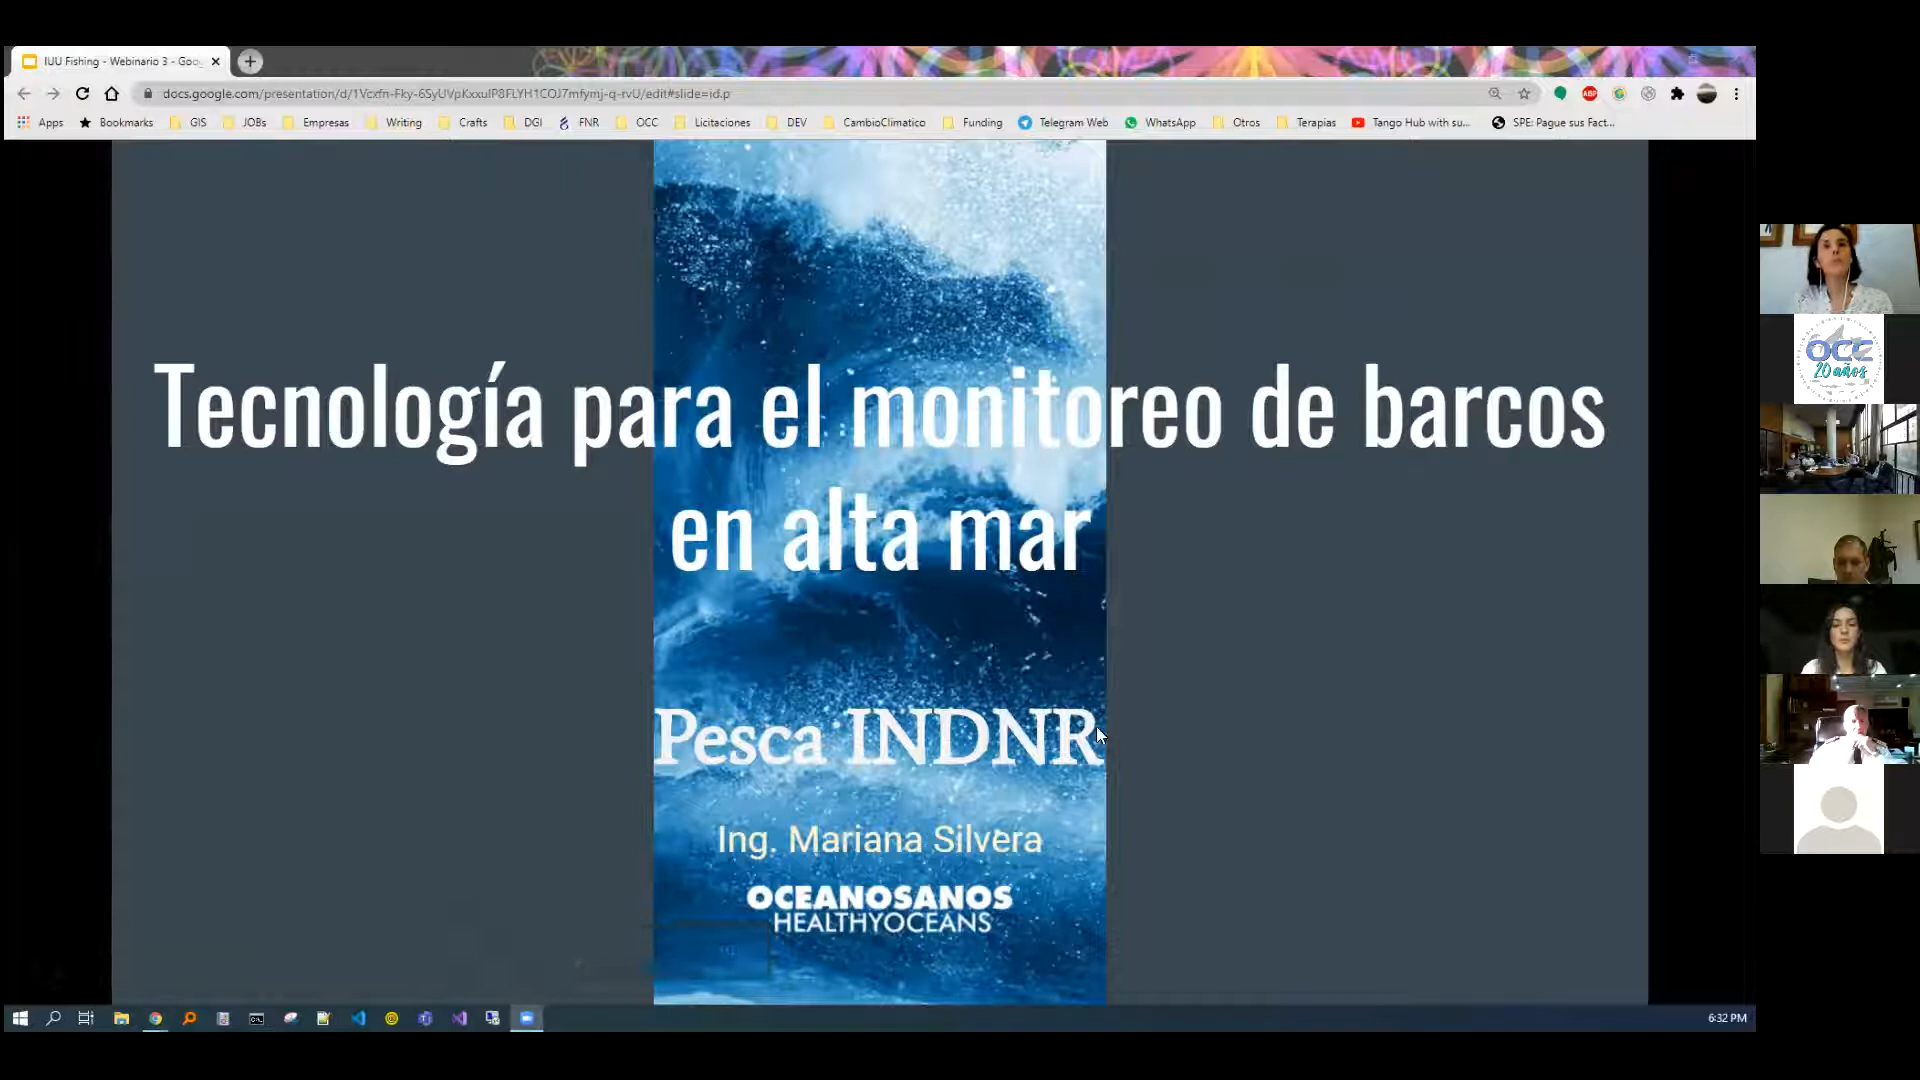 IUU Fishing - Webinario 3 - Goo
docs.google.com/presentation/d/1Vcxfn-Fky-6SyUVpKxxuIP8FLYH1COJ7mfymj-q-rvU/edit#slide=id.p
ABP
Apps Bookmarks GIS JOBs Empresas Writing Crafts DGI FNR OCC Licitaciones DEV CambioClimatico Funding Telegram Web WhatsApp Otros Terapias Tango Hub with su... SPE: Pague sus Fact...
Tecnología para el monitoreo de barcos
en alta mar
Pesca INDNR
Ing. Mariana Silvera
OCEANOSANOS
HEALTHYOCEANS
OCC
20 años
6:32 PM